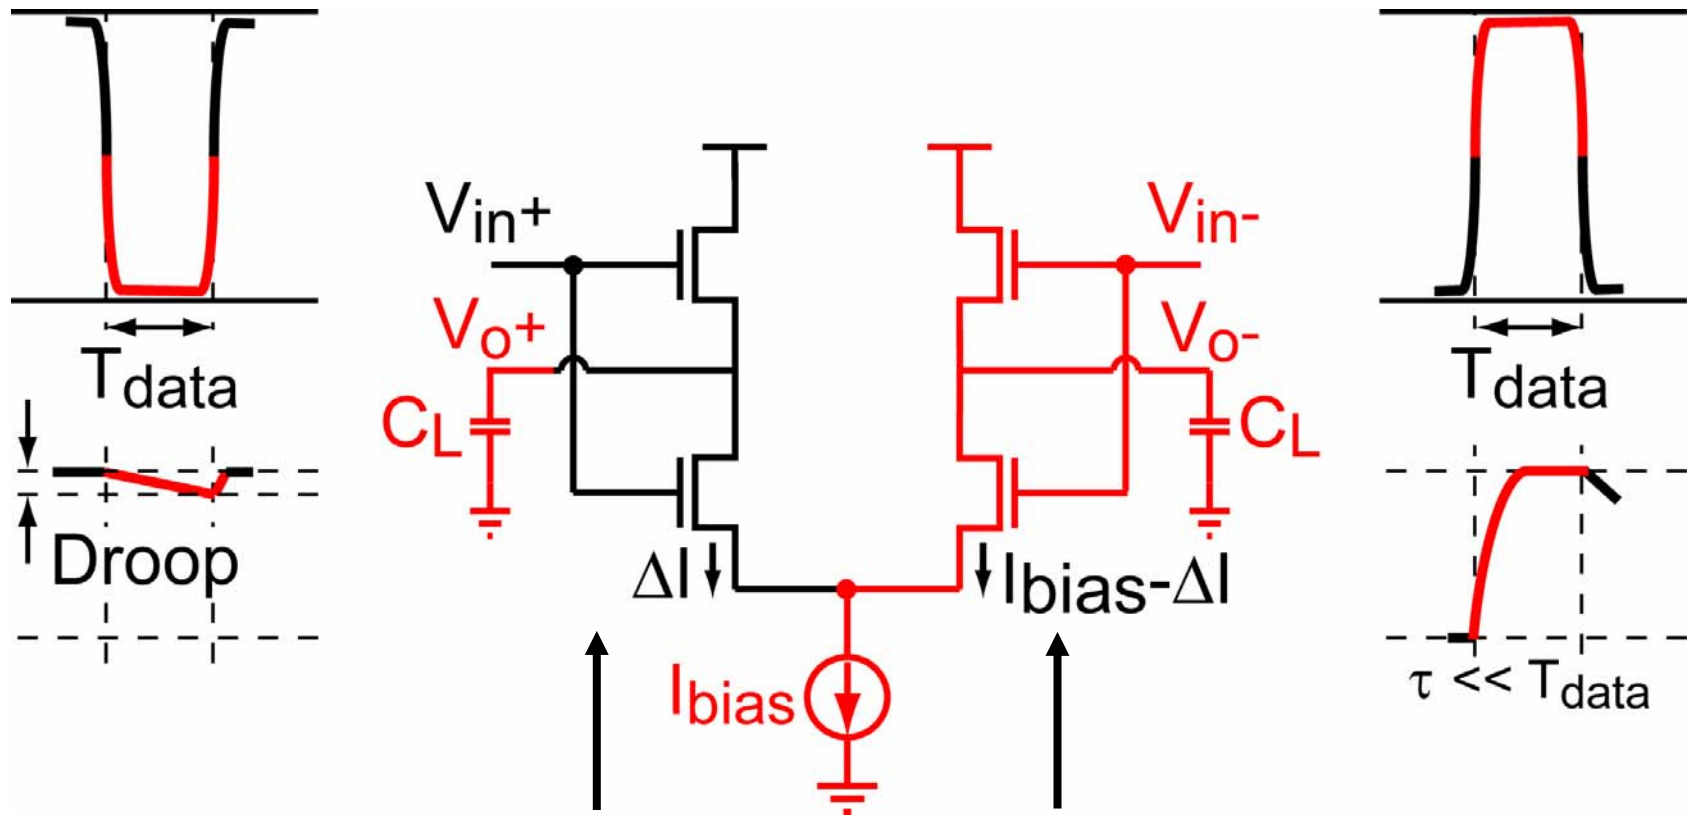 Vin+
Vin-
Vo+
Vo-
Tdata
Tdata
CL
CL
Droop
ΔI
Ibias-ΔI
Ibias
τ << Tdata